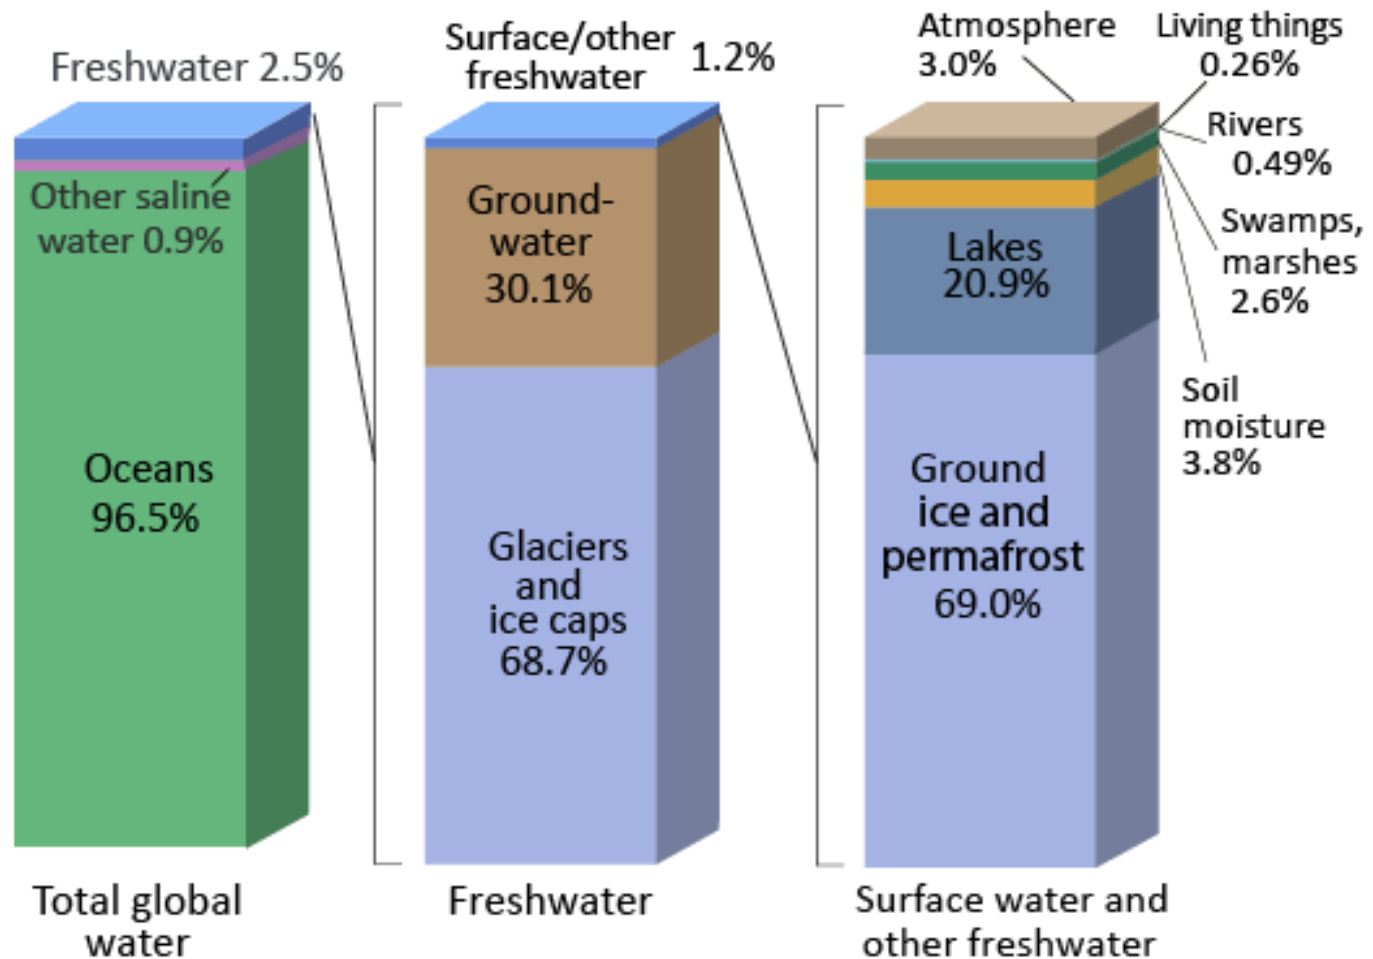 Freshwater 2.5%
Other saline
water 0.9%
Oceans
96.5%
Total global
water
Surface/other
freshwater
1.2%
Ground-
water
30.1%
Glaciers
and
ice caps
68.7%
Freshwater
Atmosphere
3.0%
Living things
0.26%
Rivers
0.49%
Swamps,
marshes
2.6%
Soil
moisture
3.8%
Lakes
20.9%
Ground
ice and
permafrost
69.0%
Surface water and
other freshwater